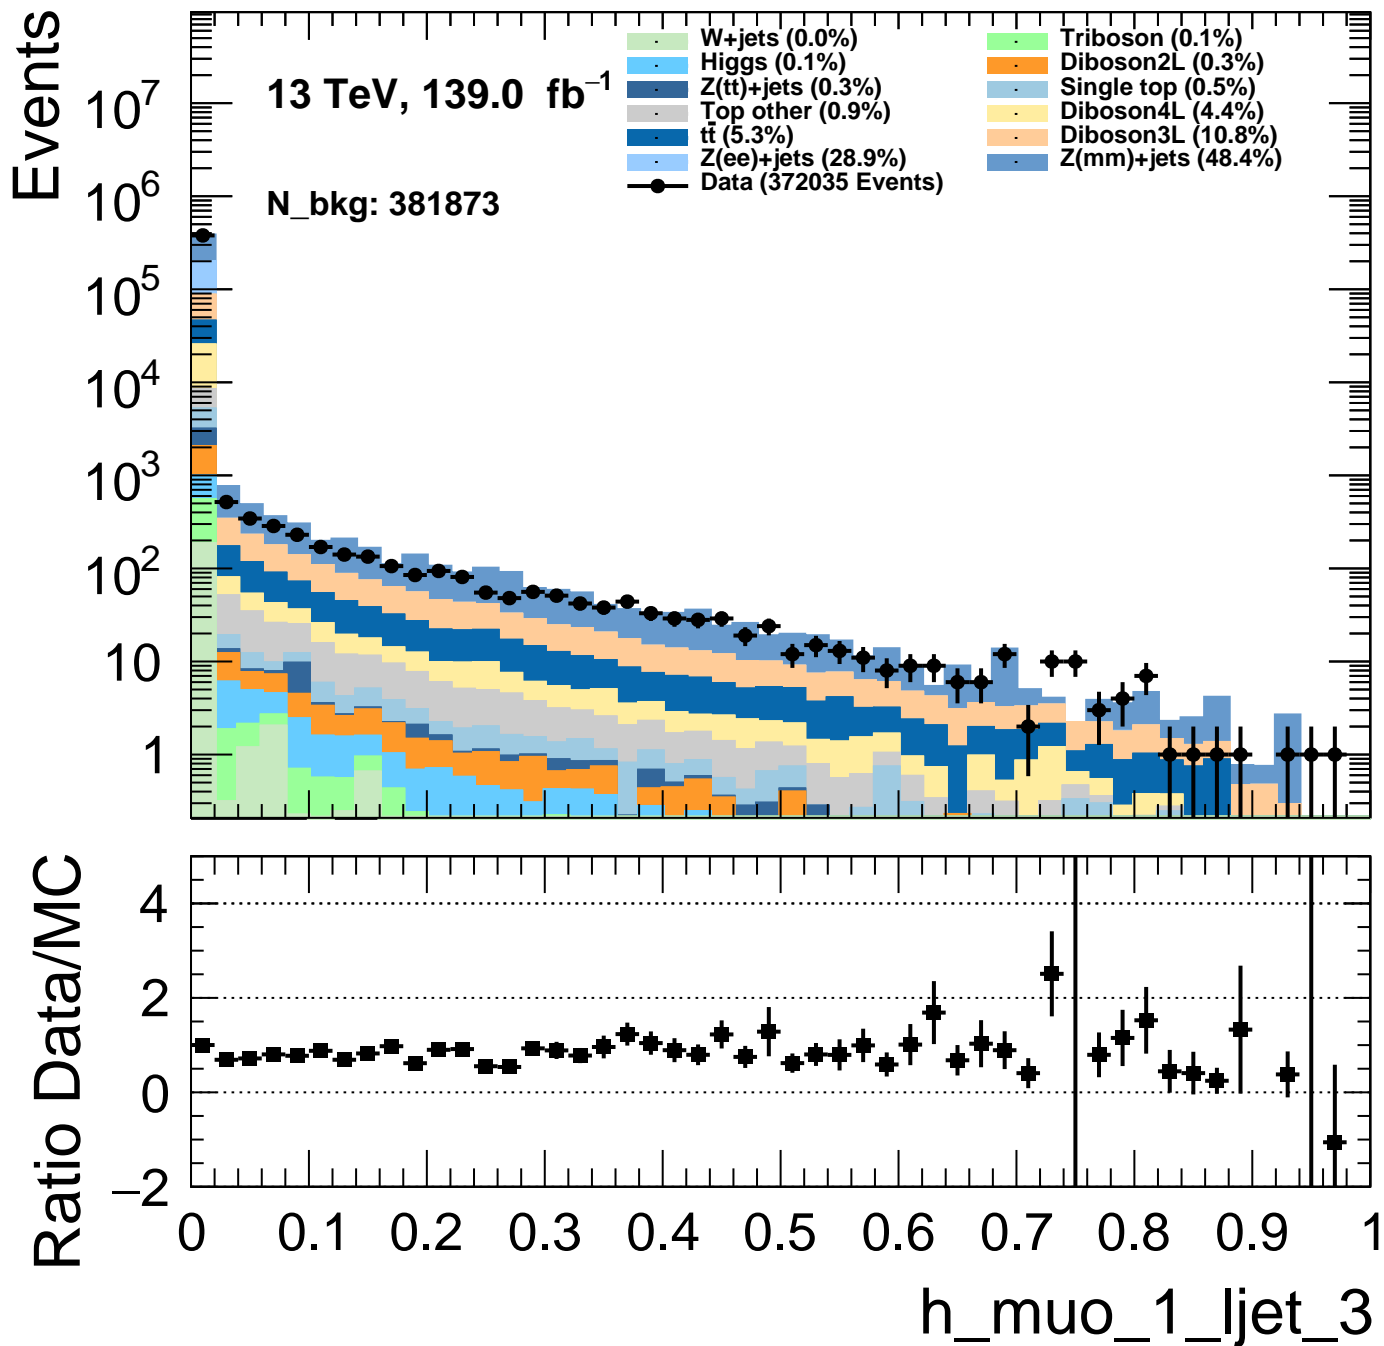 Events
10⁷
10⁶
10⁵
10⁴
10³
10²
10
1
13 TeV, 139.0 fb⁻¹
N_bkg: 381873
W+jets (0.0%)
Higgs (0.1%)
Z(tt)+jets (0.3%)
Top other (0.9%)
tt̄ (5.3%)
Z(ee)+jets (28.9%)
Data (372035 Events)
Triboson (0.1%)
Diboson2L (0.3%)
Single top (0.5%)
Diboson4L (4.4%)
Diboson3L (10.8%)
Z(mm)+jets (48.4%)
Ratio Data/MC
4
2
0
−2
0 0.1 0.2 0.3 0.4 0.5 0.6 0.7 0.8 0.9 1
h_muo_1_ljet_3